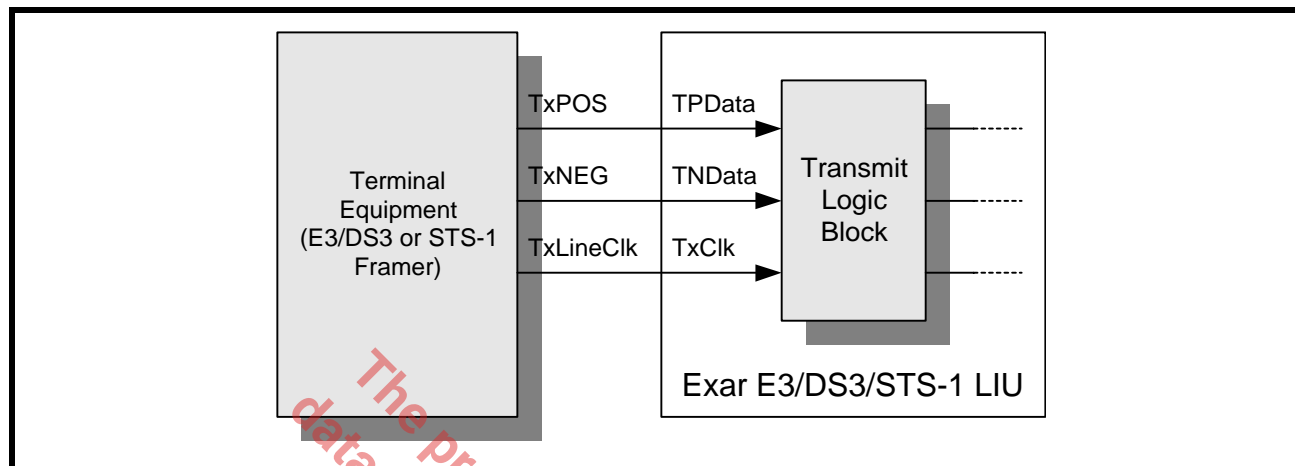 TxPOS TPData
TxNEG TNData
TxLineClk TxClk
Terminal
Equipment
(E3/DS3 or STS-1
Framer)
Transmit
Logic
Block
Exar E3/DS3/STS-1 LIU
The pr
data